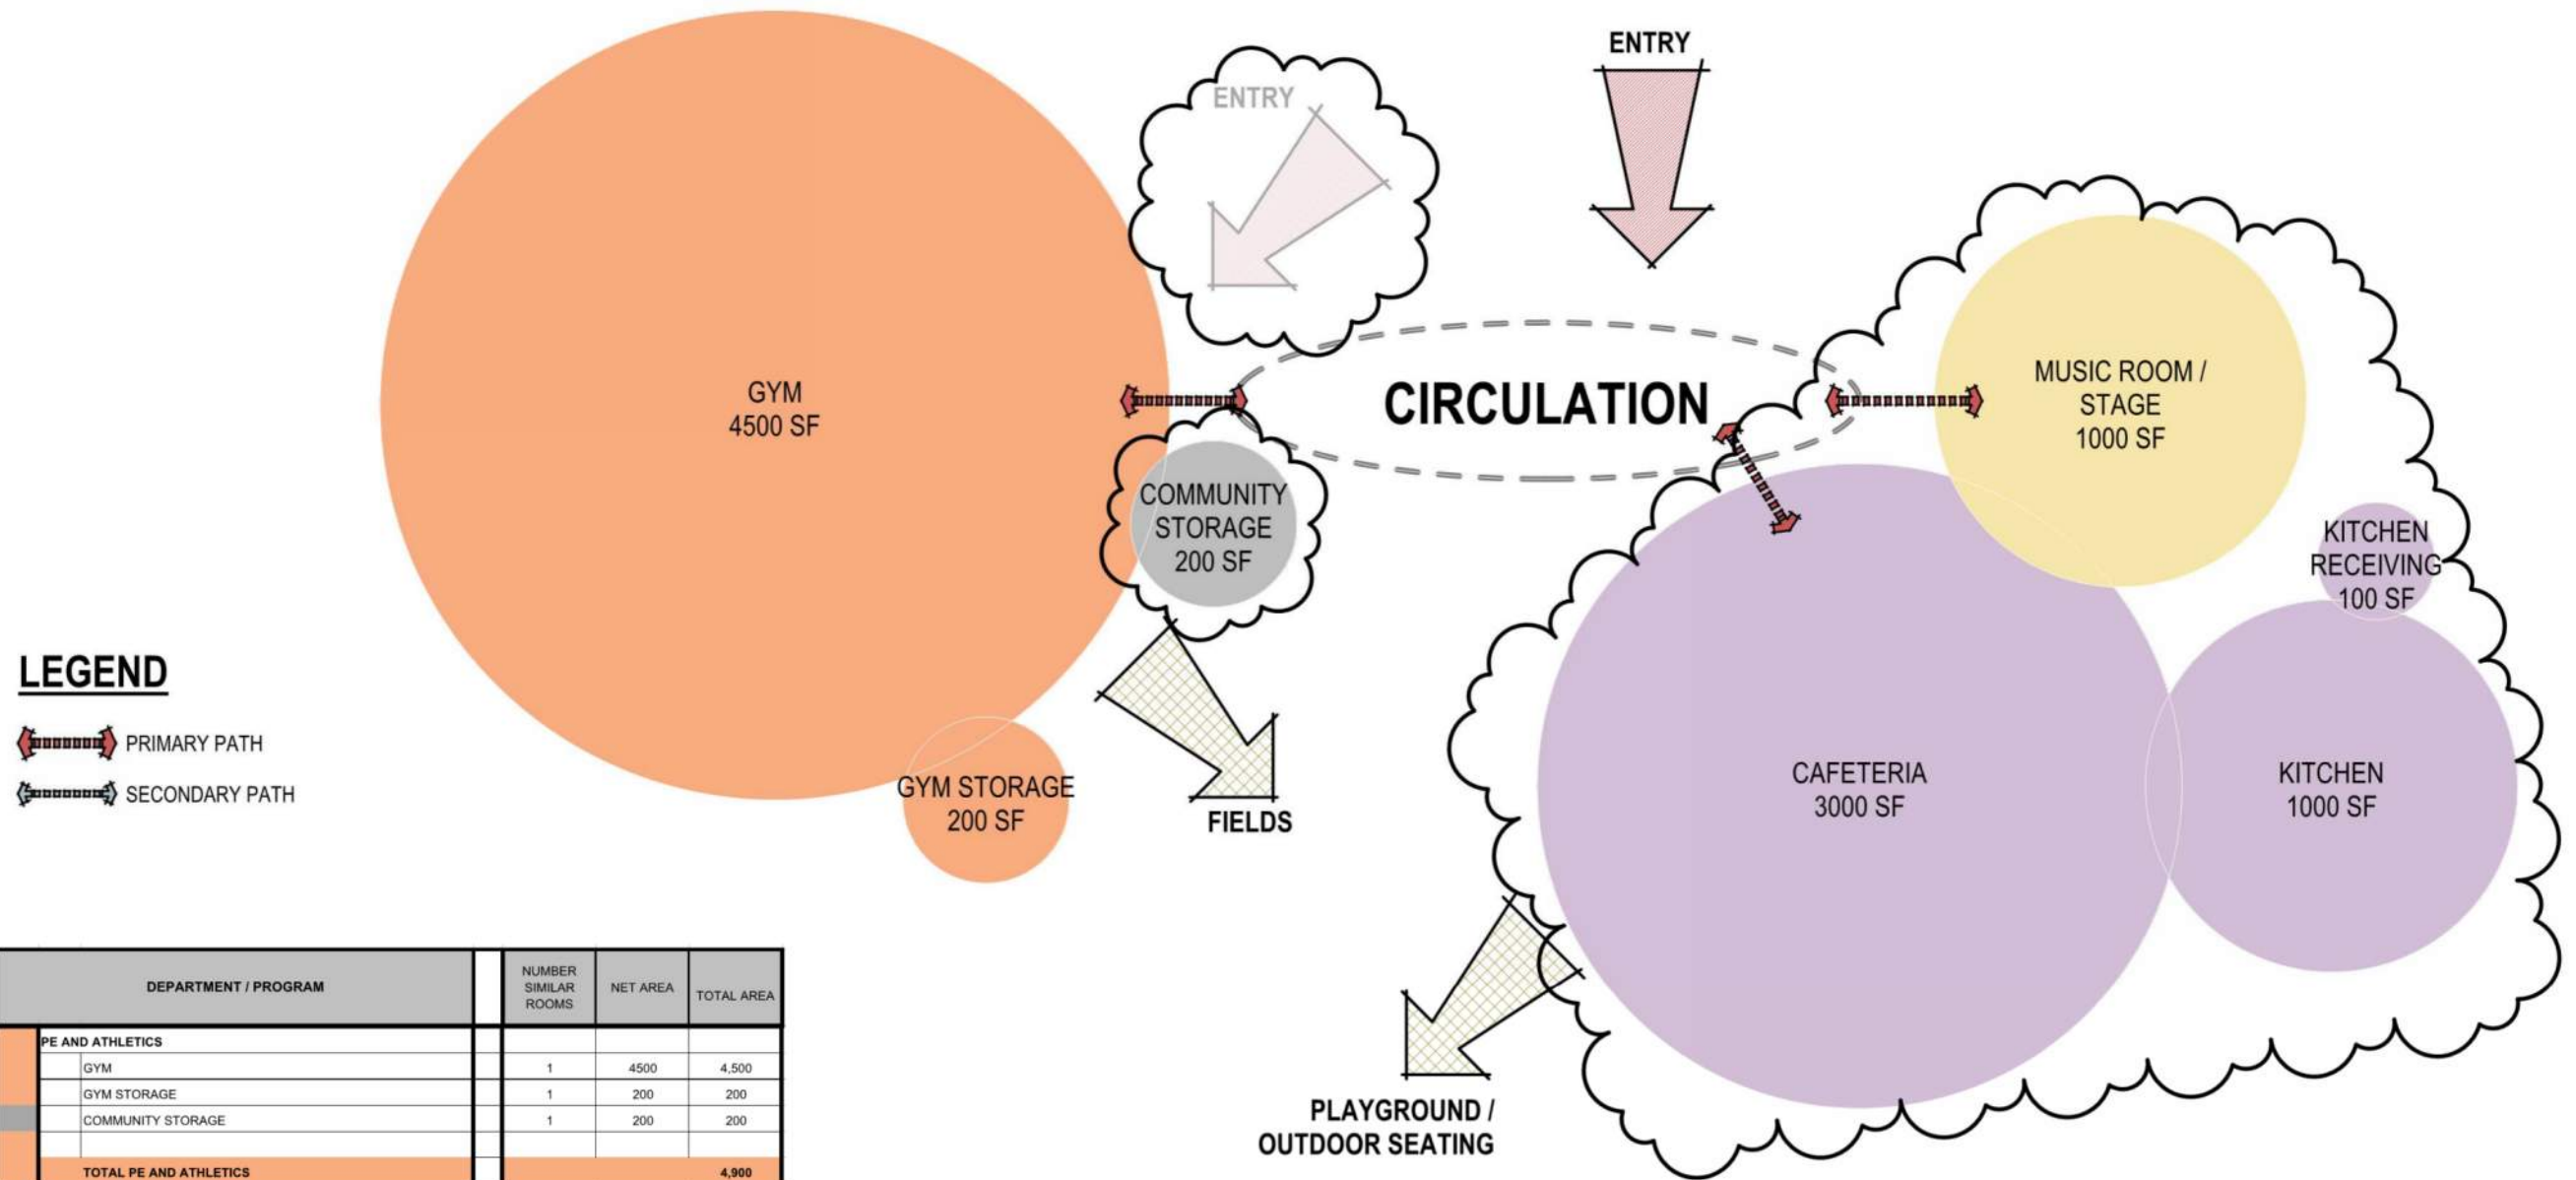 ENTRY
ENTRY
GYM
4500 SF
CIRCULATION
MUSIC ROOM /
STAGE
1000 SF
COMMUNITY
STORAGE
200 SF
KITCHEN
RECEIVING
100 SF
LEGEND
PRIMARY PATH
SECONDARY PATH
GYM STORAGE
200 SF
FIELDS
CAFETERIA
3000 SF
KITCHEN
1000 SF
PLAYGROUND /
OUTDOOR SEATING
DEPARTMENT / PROGRAM
NUMBER
SIMILAR
ROOMS
NET AREA
TOTAL AREA
PE AND ATHLETICS
GYM 1 4500 4,500
GYM STORAGE 1 200 200
COMMUNITY STORAGE 1 200 200
TOTAL PE AND ATHLETICS 4,900